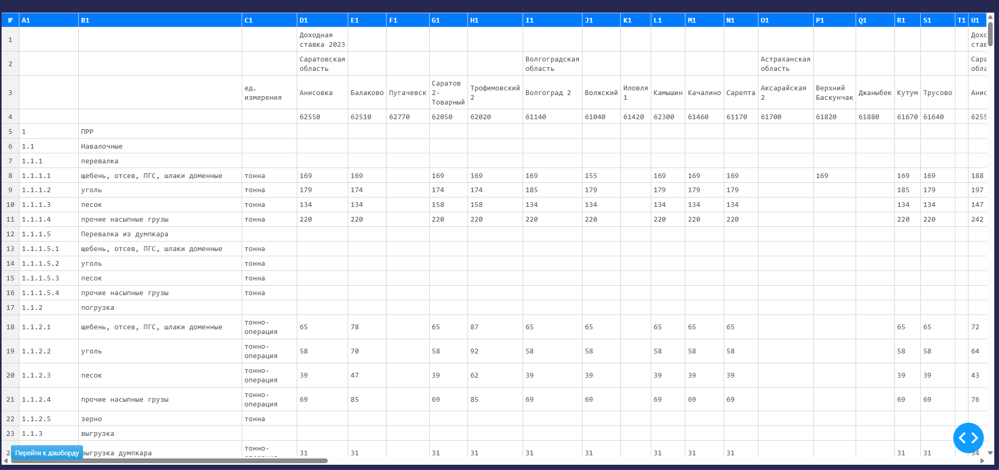 № A1 B1 C1 D1 E1 F1 G1 H1 I1 J1 K1 L1 M1 N1 O1 P1 Q1 R1 S1 T1 U1
1 Доходная ставка 2023
2 Саратовская область Волгоградская область Астраханская область
3 ед. измерения Анисовка Балаково Пугачевск Саратов 2-Товарный Трофимовский 2 Волгоград 2 Волжский Иловля 1 Камышин Качалино Сарепта Аксарайская 2 Верхний Баскунчак Джаныбек Кутум Трусово
4 62550 62510 62770 62050 62020 61140 61040 61420 62300 61460 61170 61700 61820 61880 61670 61640 6255
5 1 ПРР
6 1.1 Навалочные
7 1.1.1 перевалка
8 1.1.1.1 щебень, отсев, ПГС, шлаки доменные тонна 169 169 169 169 169 155 169 169 169 169 169 169 188
9 1.1.1.2 уголь тонна 179 174 174 174 185 179 179 179 179 185 179 197
10 1.1.1.3 песок тонна 134 134 158 158 134 134 134 134 134 134 134 147
11 1.1.1.4 прочие насыпные грузы тонна 220 220 220 220 220 220 220 220 220 220 220 242
12 1.1.1.5 Перевалка из думпкара
13 1.1.1.5.1 щебень, отсев, ПГС, шлаки доменные тонна
14 1.1.1.5.2 уголь тонна
15 1.1.1.5.3 песок тонна
16 1.1.1.5.4 прочие насыпные грузы тонна
17 1.1.2 погрузка
18 1.1.2.1 щебень, отсев, ПГС, шлаки доменные тонно-операция 65 78 65 87 65 65 65 65 65 65 65 72
19 1.1.2.2 уголь тонно-операция 58 70 58 92 58 58 58 58 58 58 58 64
20 1.1.2.3 песок тонно-операция 39 47 39 62 39 39 39 39 39 39 39 43
21 1.1.2.4 прочие насыпные грузы тонно-операция 69 85 69 85 69 69 69 69 69 69 69 76
22 1.1.2.5 зерно тонна
23 1.1.3 выгрузка
выгрузка думпкара тонно- 31 31 31 31 31 31 31 31 31 31 31 34
Перейти к дашборду